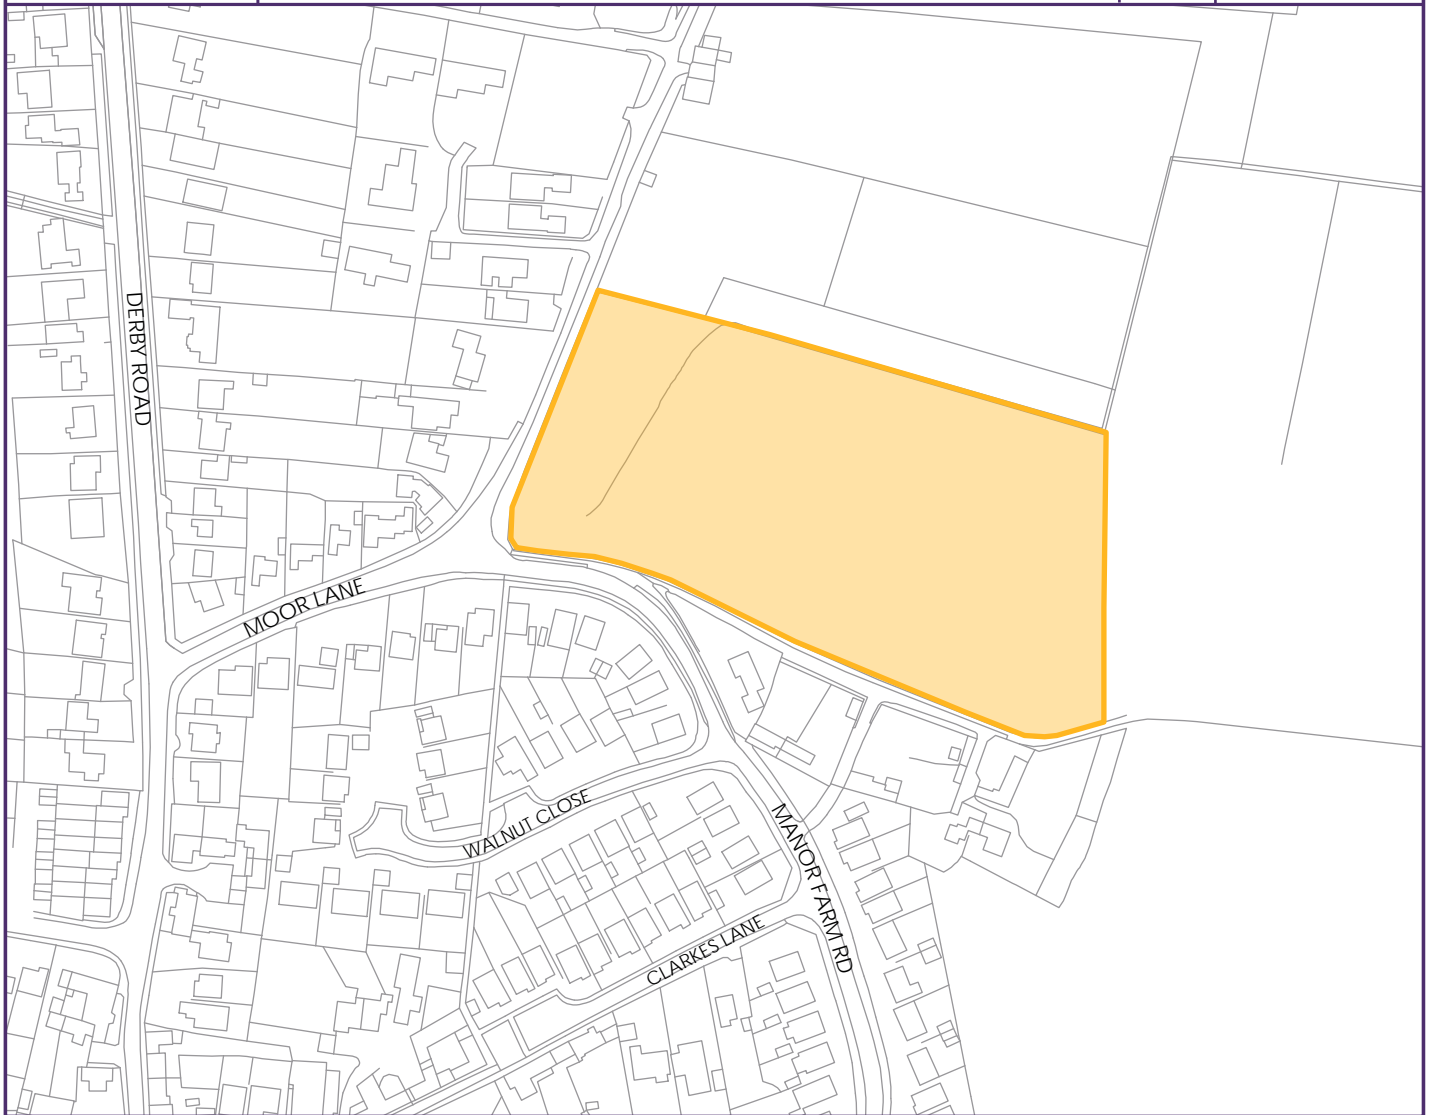 DERBY ROAD
MOOR LANE
WALNUT CLOSE
MANOR FARM RD
CLARKES LANE